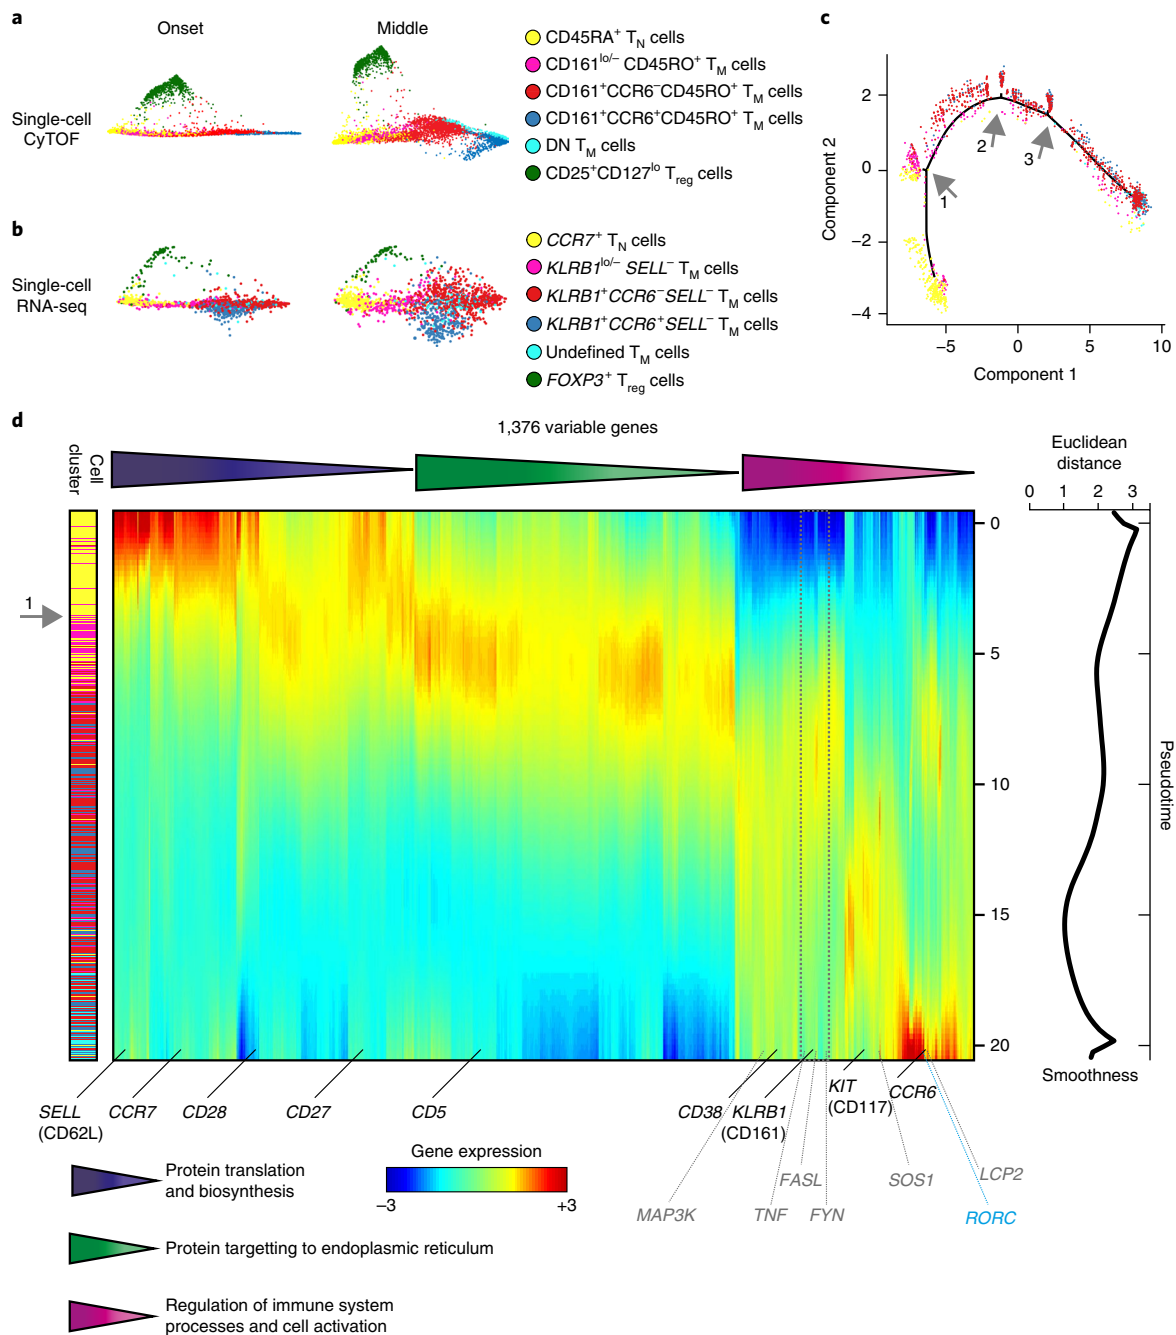 a
Onset
Middle
Single-cell
CyTOF
CD45RA+ TN cells
CD161lo/− CD45RO+ TM cells
CD161+CCR6−CD45RO+ TM cells
CD161+CCR6+CD45RO+ TM cells
DN TM cells
CD25+CD127lo Treg cells
b
Single-cell
RNA-seq
CCR7+ TN cells
KLRB1lo/− SELL− TM cells
KLRB1+CCR6−SELL− TM cells
KLRB1+CCR6+SELL− TM cells
Undefined TM cells
FOXP3+ Treg cells
c
Component 2
2
0
−2
−4
1
2
3
−5
0
5
10
Component 1
d
1,376 variable genes
Cell
cluster
1
Euclidean
distance
0
1
2
3
0
5
10
15
20
Pseudotime
Smoothness
SELL
(CD62L)
CCR7
CD28
CD27
CD5
CD38
KLRB1
(CD161)
KIT
(CD117)
CCR6
MAP3K
TNF
FASL
FYN
SOS1
LCP2
RORC
Gene expression
−3
+3
Protein translation
and biosynthesis
Protein targetting to endoplasmic reticulum
Regulation of immune system
processes and cell activation